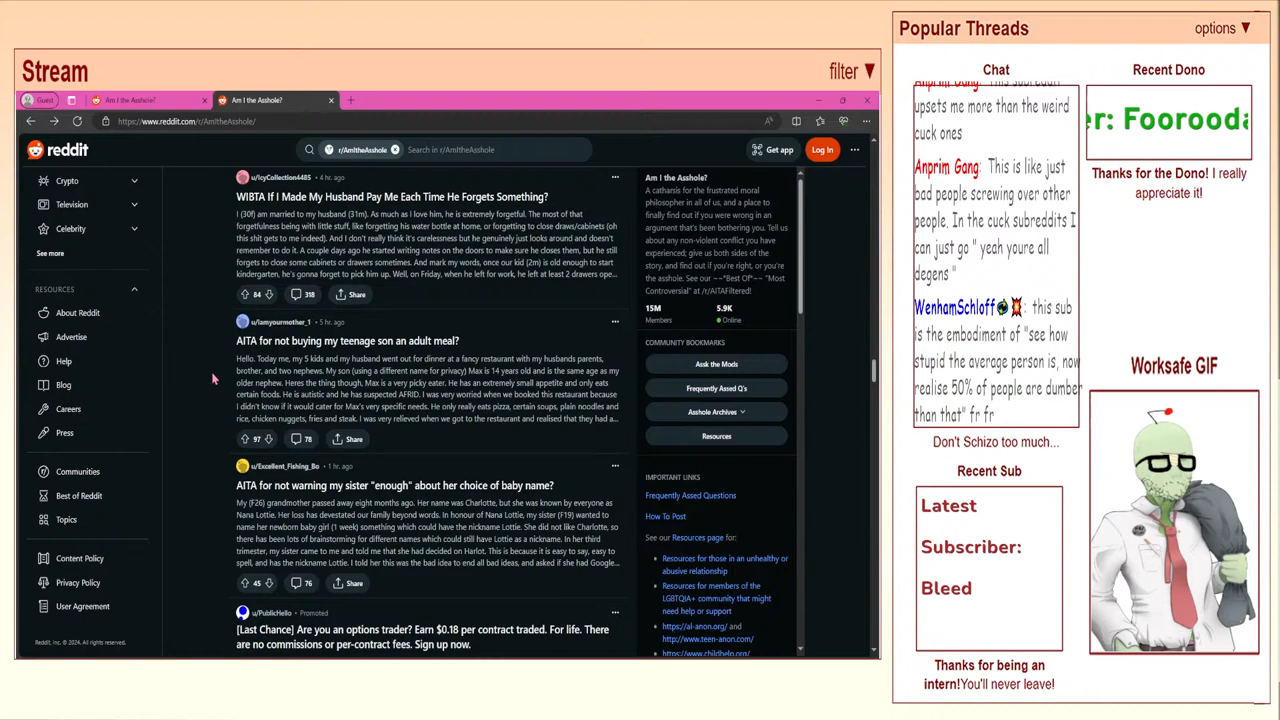 Stream
filter ▼
Guest
Am I the Asshole?
Am I the Asshole?
https://www.reddit.com/r/AmItheAsshole/
reddit
r/AmItheAsshole
Search in r/AmItheAsshole
Get app
Log In
Crypto
Television
Celebrity
See more
RESOURCES
About Reddit
Advertise
Help
Blog
Careers
Press
Communities
Best of Reddit
Topics
Content Policy
Privacy Policy
User Agreement
Reddit, Inc. © 2024. All rights reserved.
u/IcyCollection4485 • 4 hr. ago
WIBTA If I Made My Husband Pay Me Each Time He Forgets Something?
I (30f) am married to my husband (31m). As much as I love him, he is extremely forgetful. The most of that
forgetfulness being with little stuff, like forgetting his water bottle at home, or forgetting to close draws/cabinets (oh
this shit gets to me indeed). And I don't really think it's carelessness but he genuinely just looks around and doesn't
remember to do it. A couple days ago he started writing notes on the doors to make sure he closes them, but he still
forgets to close some cabinets or drawers sometimes. And mark my words, once our kid (2m) is old enough to start
kindergarten, he's gonna forget to pick him up. Well, on Friday, when he left for work, he left at least 2 drawers ope...
84
318
Share
u/Iamyourmother_1 • 5 hr. ago
AITA for not buying my teenage son an adult meal?
Hello. Today me, my 5 kids and my husband went out for dinner at a fancy restaurant with my husbands parents,
brother, and two nephews. My son (using a different name for privacy) Max is 14 years old and is the same age as my
older nephew. Heres the thing though, Max is a very picky eater. He has an extremely small appetite and only eats
certain foods. He is autistic and he has suspected AFRID. I was very worried when we booked this restaurant because
I didn't know if it would cater for Max's very specific needs. He only really eats pizza, certain soups, plain noodles and
rice, chicken nuggets, fries and steak. I was very relieved when we got to the restaurant and realised that they had a...
97
78
Share
u/Excellent_Fishing_Bo • 1 hr. ago
AITA for not warning my sister "enough" about her choice of baby name?
My (F26) grandmother passed away eight months ago. Her name was Charlotte, but she was known by everyone as
Nana Lottie. Her loss has devestated our family beyond words. In honour of Nana Lottie, my sister (F19) wanted to
name her newborn baby girl (1 week) something which could have the nickname Lottie. She did not like Charlotte, so
there has been lots of brainstorming for different names which could still have Lottie as a nickname. In her third
trimester, my sister came to me and told me that she had decided on Harlot. This is because it is easy to say, easy to
spell, and has the nickname Lottie. I told her this was the bad idea to end all bad ideas, and asked if she had Google...
45
76
Share
u/PublicHello • Promoted
[Last Chance] Are you an options trader? Earn $0.18 per contract traded. For life. There
are no commissions or per-contract fees. Sign up now.
Am I the Asshole?
A catharsis for the frustrated moral
philosopher in all of us, and a place to
finally find out if you were wrong in an
argument that's been bothering you. Tell us
about any non-violent conflict you have
experienced; give us both sides of the
story, and find out if you're right, or you're
the asshole. See our ~~*Best Of*~~ "Most
Controversial" at /r/AITAFiltered!
15M
Members
5.9K
Online
COMMUNITY BOOKMARKS
Assk the Mods
Frequently Assed Q's
Asshole Archives
Resources
IMPORTANT LINKS
Frequently Assed Questions
How To Post
See our Resources page for:
Resources for those in an unhealthy or
abusive relationship
Resources for members of the
LGBTQIA+ community that might
need help or support
https://al-anon.org/ and
http://www.teen-anon.com/
https://www.childhelp.org/
Popular Threads
options ▼
Chat
Anprim Gang: This subreddit
upsets me more than the weird
cuck ones
Anprim Gang: This is like just
bad people screwing over other
people, In the cuck subreddits I
can just go " yeah youre all
degens "
WenhamSchloff: this sub
is the embodiment of "see how
stupid the average person is, now
realise 50% of people are dumber
than that" fr fr
Don't Schizo too much...
Recent Sub
Latest
Subscriber:
Bleed
Thanks for being an
intern!You'll never leave!
Recent Dono
er: Foorooda
Thanks for the Dono! I really
appreciate it!
Worksafe GIF